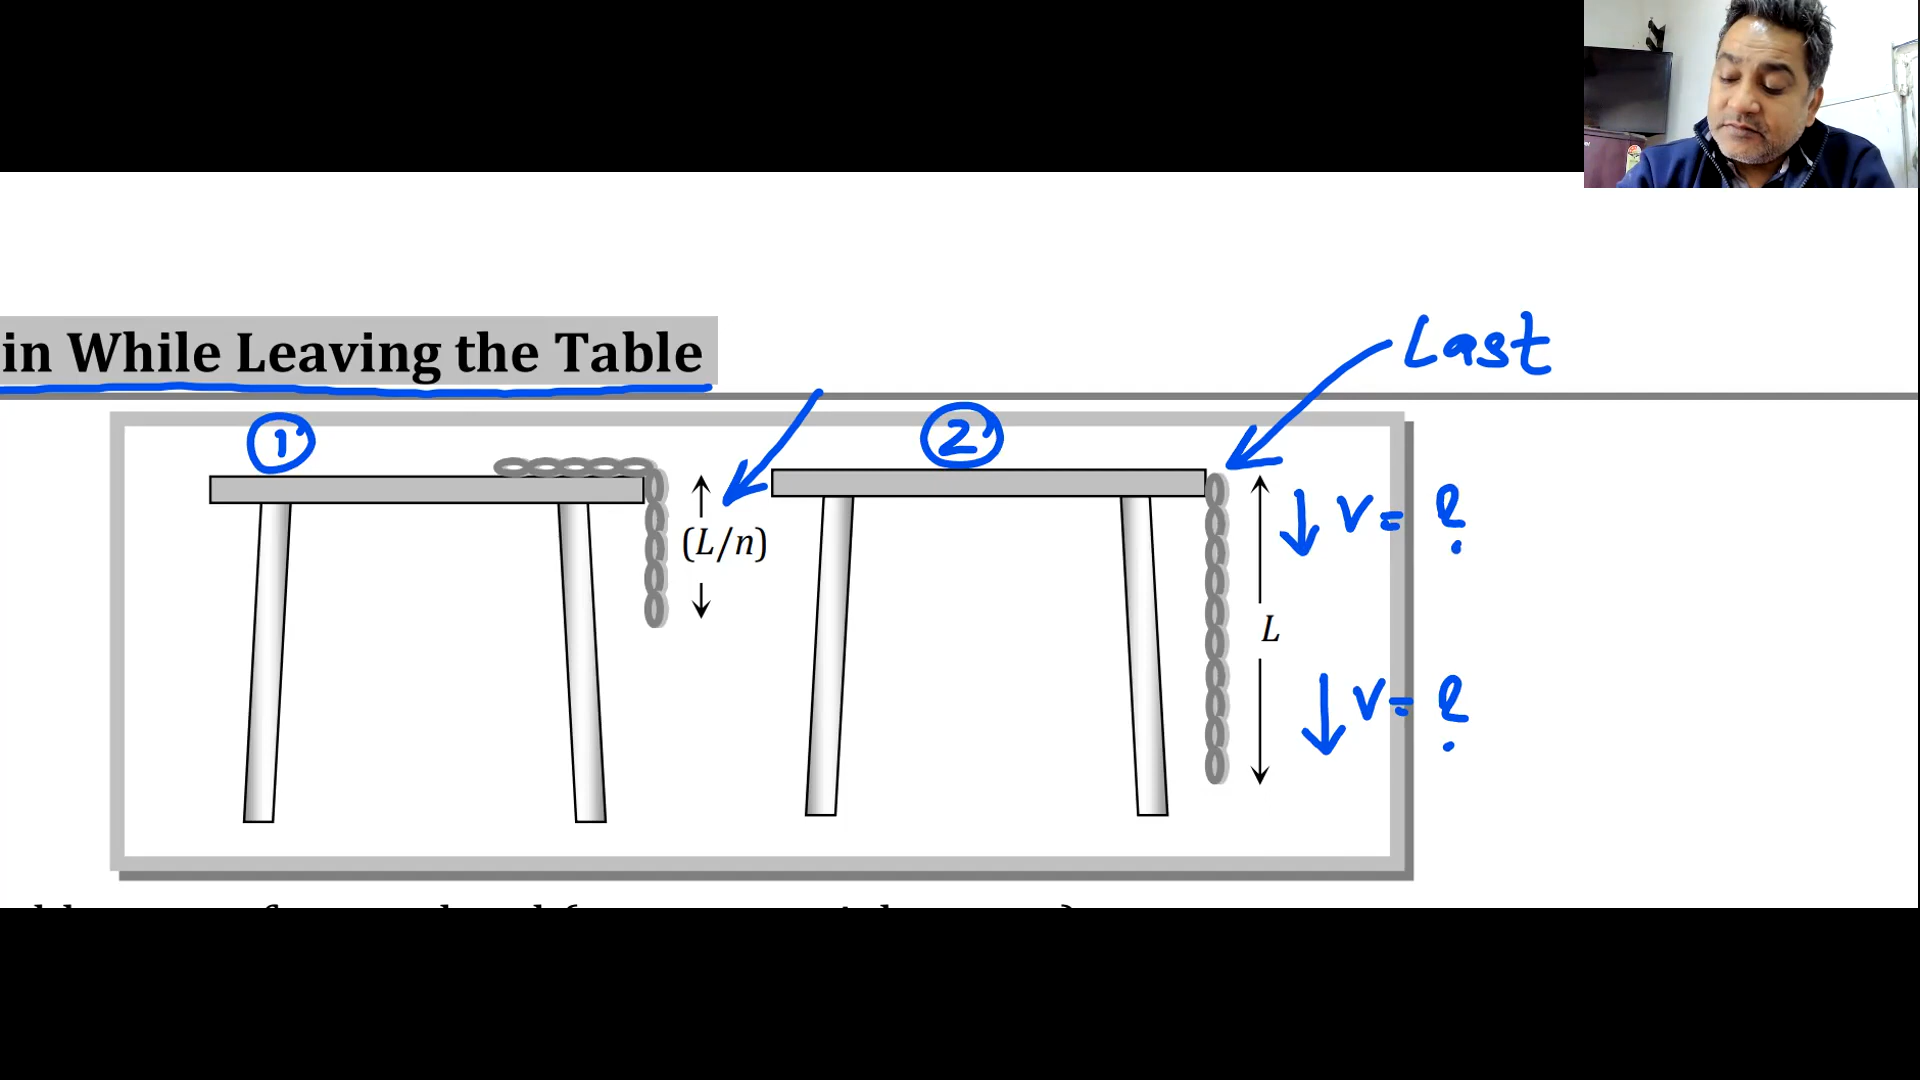 in While Leaving the Table
Last
1
2
V = ?
(L/n)
L
V = ?